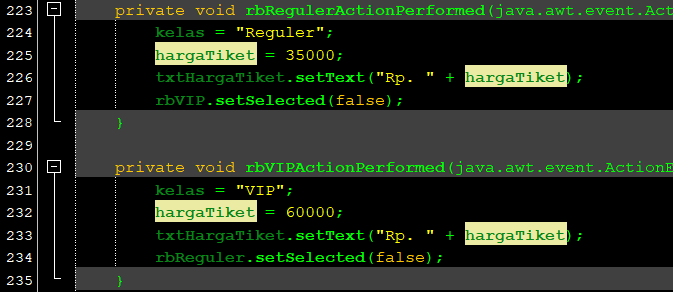 223 private void rbRegulerActionPerformed(java.awt.event.Act
224 kelas = "Reguler";
225 hargaTiket = 35000;
226 txtHargaTiket.setText("Rp. " + hargaTiket);
227 rbVIP.setSelected(false);
228 }
229
230 private void rbVIPActionPerformed(java.awt.event.ActionE
231 kelas = "VIP";
232 hargaTiket = 60000;
233 txtHargaTiket.setText("Rp. " + hargaTiket);
234 rbReguler.setSelected(false);
235 }